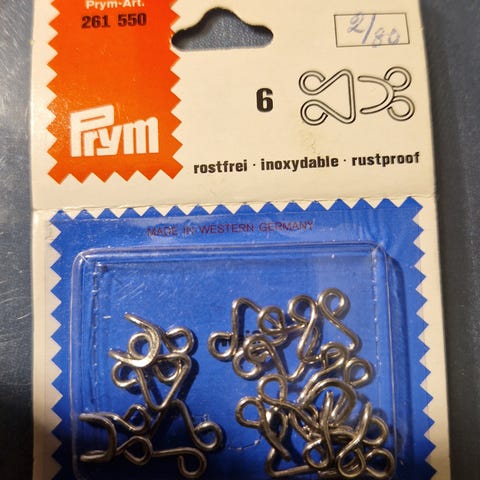 Prym-Art.
261 550
2/80
6
Prym
rostfrei · inoxydable · rustproof
MADE IN WESTERN GERMANY